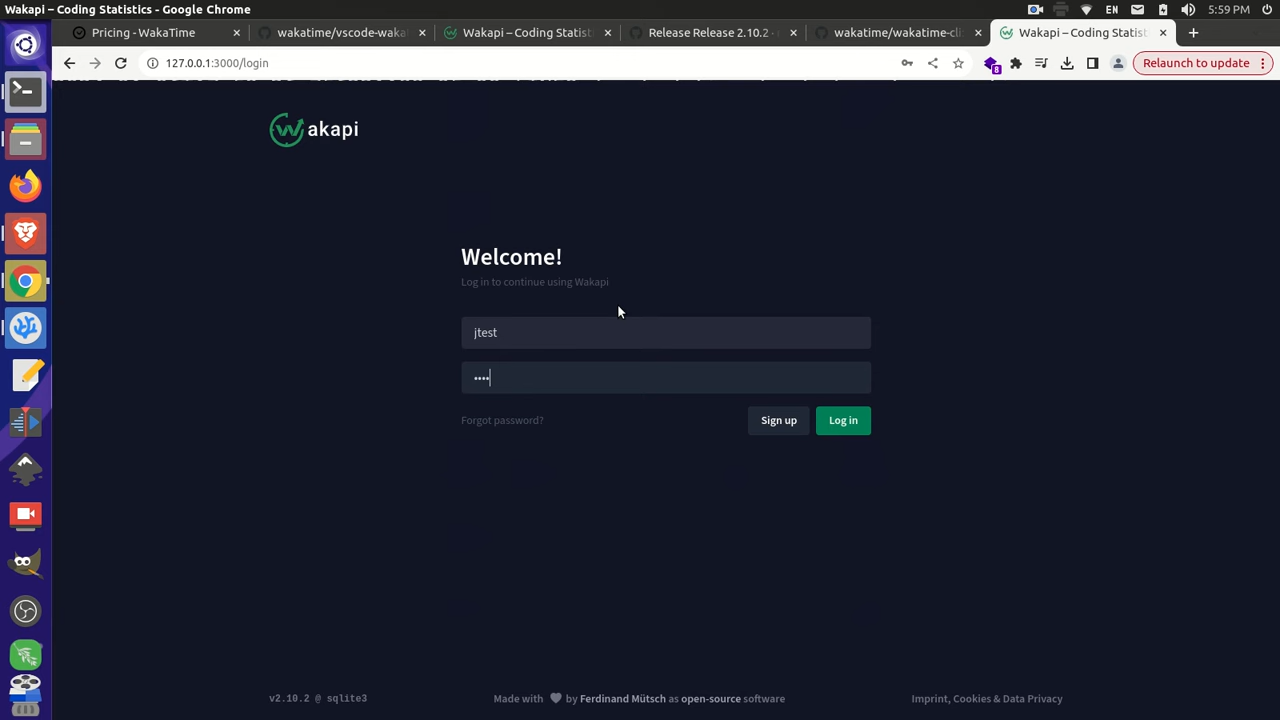 Wakapi – Coding Statistics - Google Chrome
EN
5:59 PM
Pricing - WakaTime
wakatime/vscode-waka
Wakapi – Coding Statist
Release Release 2.10.2 ·
wakatime/wakatime-cli
Wakapi – Coding Statist
127.0.0.1:3000/login
8
Relaunch to update
Wakapi
Welcome!
Log in to continue using Wakapi
jtest
••••
Forgot password?
Sign up
Log in
v2.10.2 @ sqlite3
Made with ♥ by Ferdinand Mütsch as open-source software
Imprint, Cookies & Data Privacy